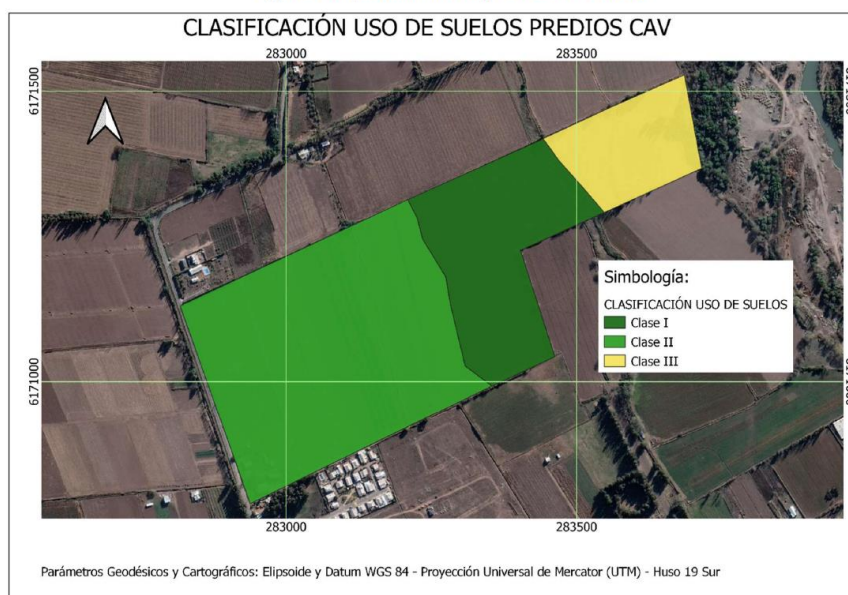 CLASIFICACIÓN USO DE SUELOS PREDIOS CAV
283000
283500
6171500
Simbología:
CLASIFICACIÓN USO DE SUELOS
Clase I
Clase II
Clase III
6171000
283000
283500
Parámetros Geodésicos y Cartográficos: Elipsoide y Datum WGS 84 - Proyección Universal de Mercator (UTM) - Huso 19 Sur